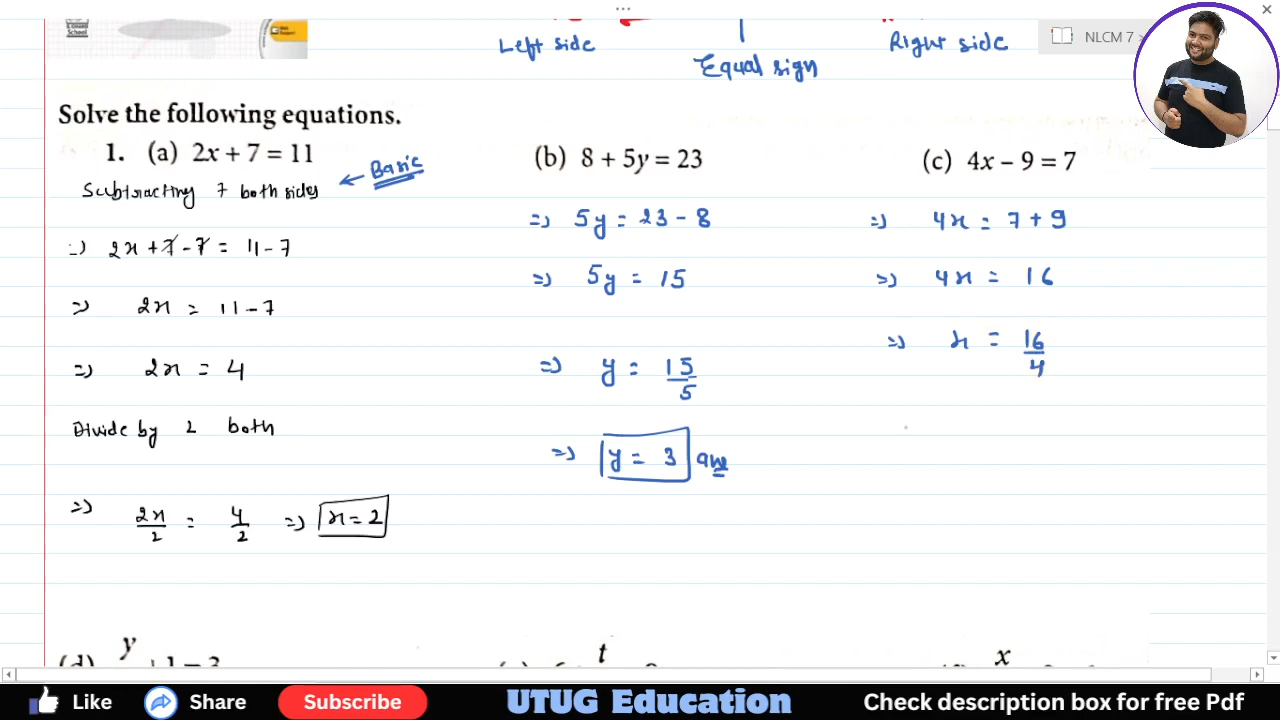 Left side
Equal sign
Right side
NLCM 7 >
School
Solve the following equations.
1. (a) 2x + 7 = 11
Basic
Subtracting 7 both sides
=> 2x + 7 - 7 = 11 - 7
=> 2x = 11 - 7
=> 2x = 4
Divide by 2 both
=> 2x/2 = 4/2 => x = 2
(b) 8 + 5y = 23
=> 5y = 23 - 8
=> 5y = 15
=> y = 15/5
=> y = 3 ans
(c) 4x − 9 = 7
=> 4x = 7 + 9
=> 4x = 16
=> x = 16/4
y
t
x
Like
Share
Subscribe
UTUG Education
Check description box for free Pdf